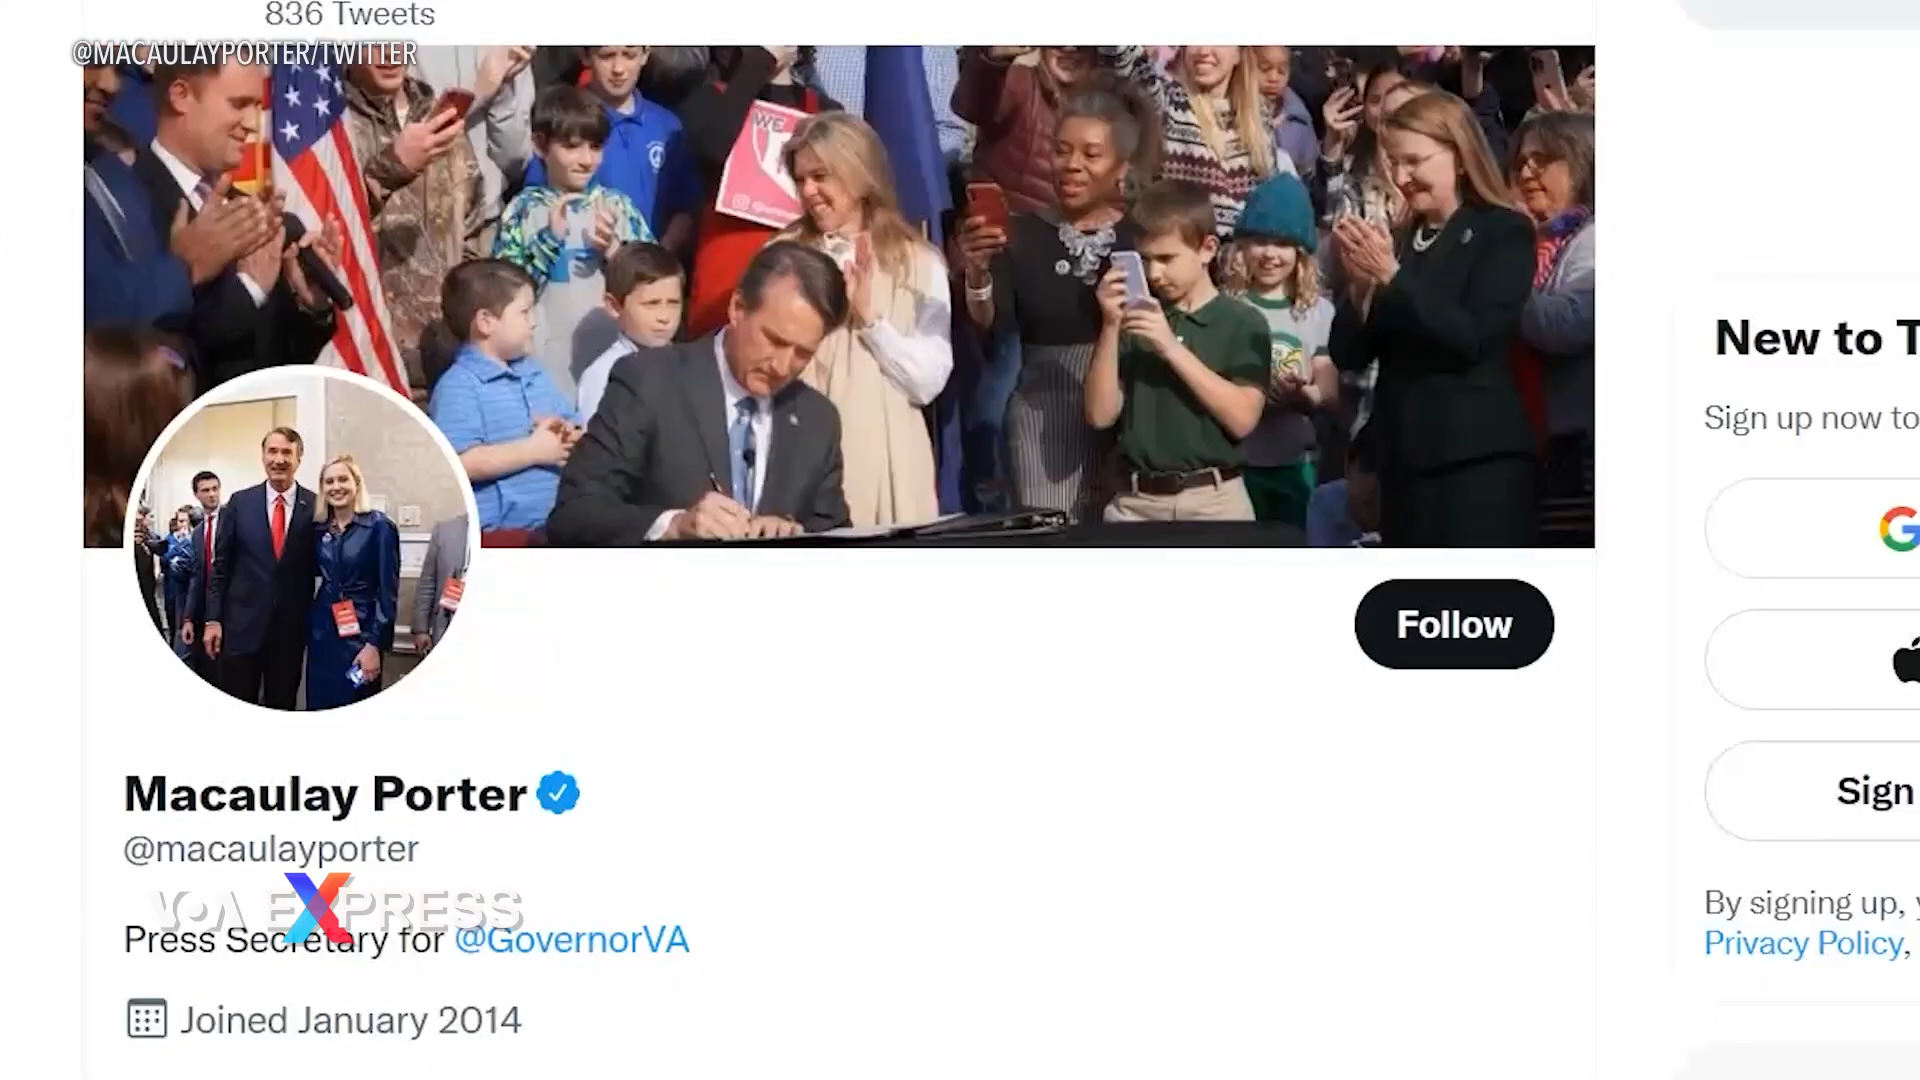 836 Tweets
@MACAULAYPORTER/TWITTER
WE
Follow
Macaulay Porter
@macaulayporter
VOA EXPRESS
Press Secretary for @GovernorVA
Joined January 2014
New to T
Sign up now to
G
Sign
By signing up, y
Privacy Policy,